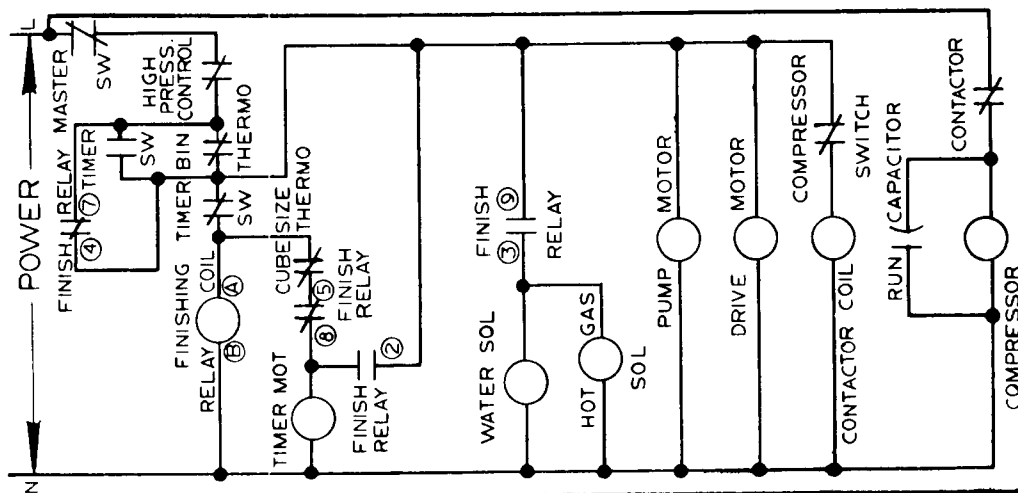 L
N
POWER
MASTER
SW
HIGH
PRESS.
CONTROL
FINISH RELAY
④ ⑦
TIMER
SW
BIN
THERMO
TIMER
SW
FINISHING
RELAY COIL
Ⓑ Ⓐ
CUBE SIZE
THERMO
⑧ ⑤
FINISH
RELAY
TIMER MOT
②
FINISH
RELAY
FINISH
③ ⑨
RELAY
WATER SOL
HOT GAS
SOL
PUMP MOTOR
DRIVE MOTOR
COMPRESSOR
SWITCH
CONTACTOR COIL
RUN CAPACITOR
CONTACTOR
COMPRESSOR